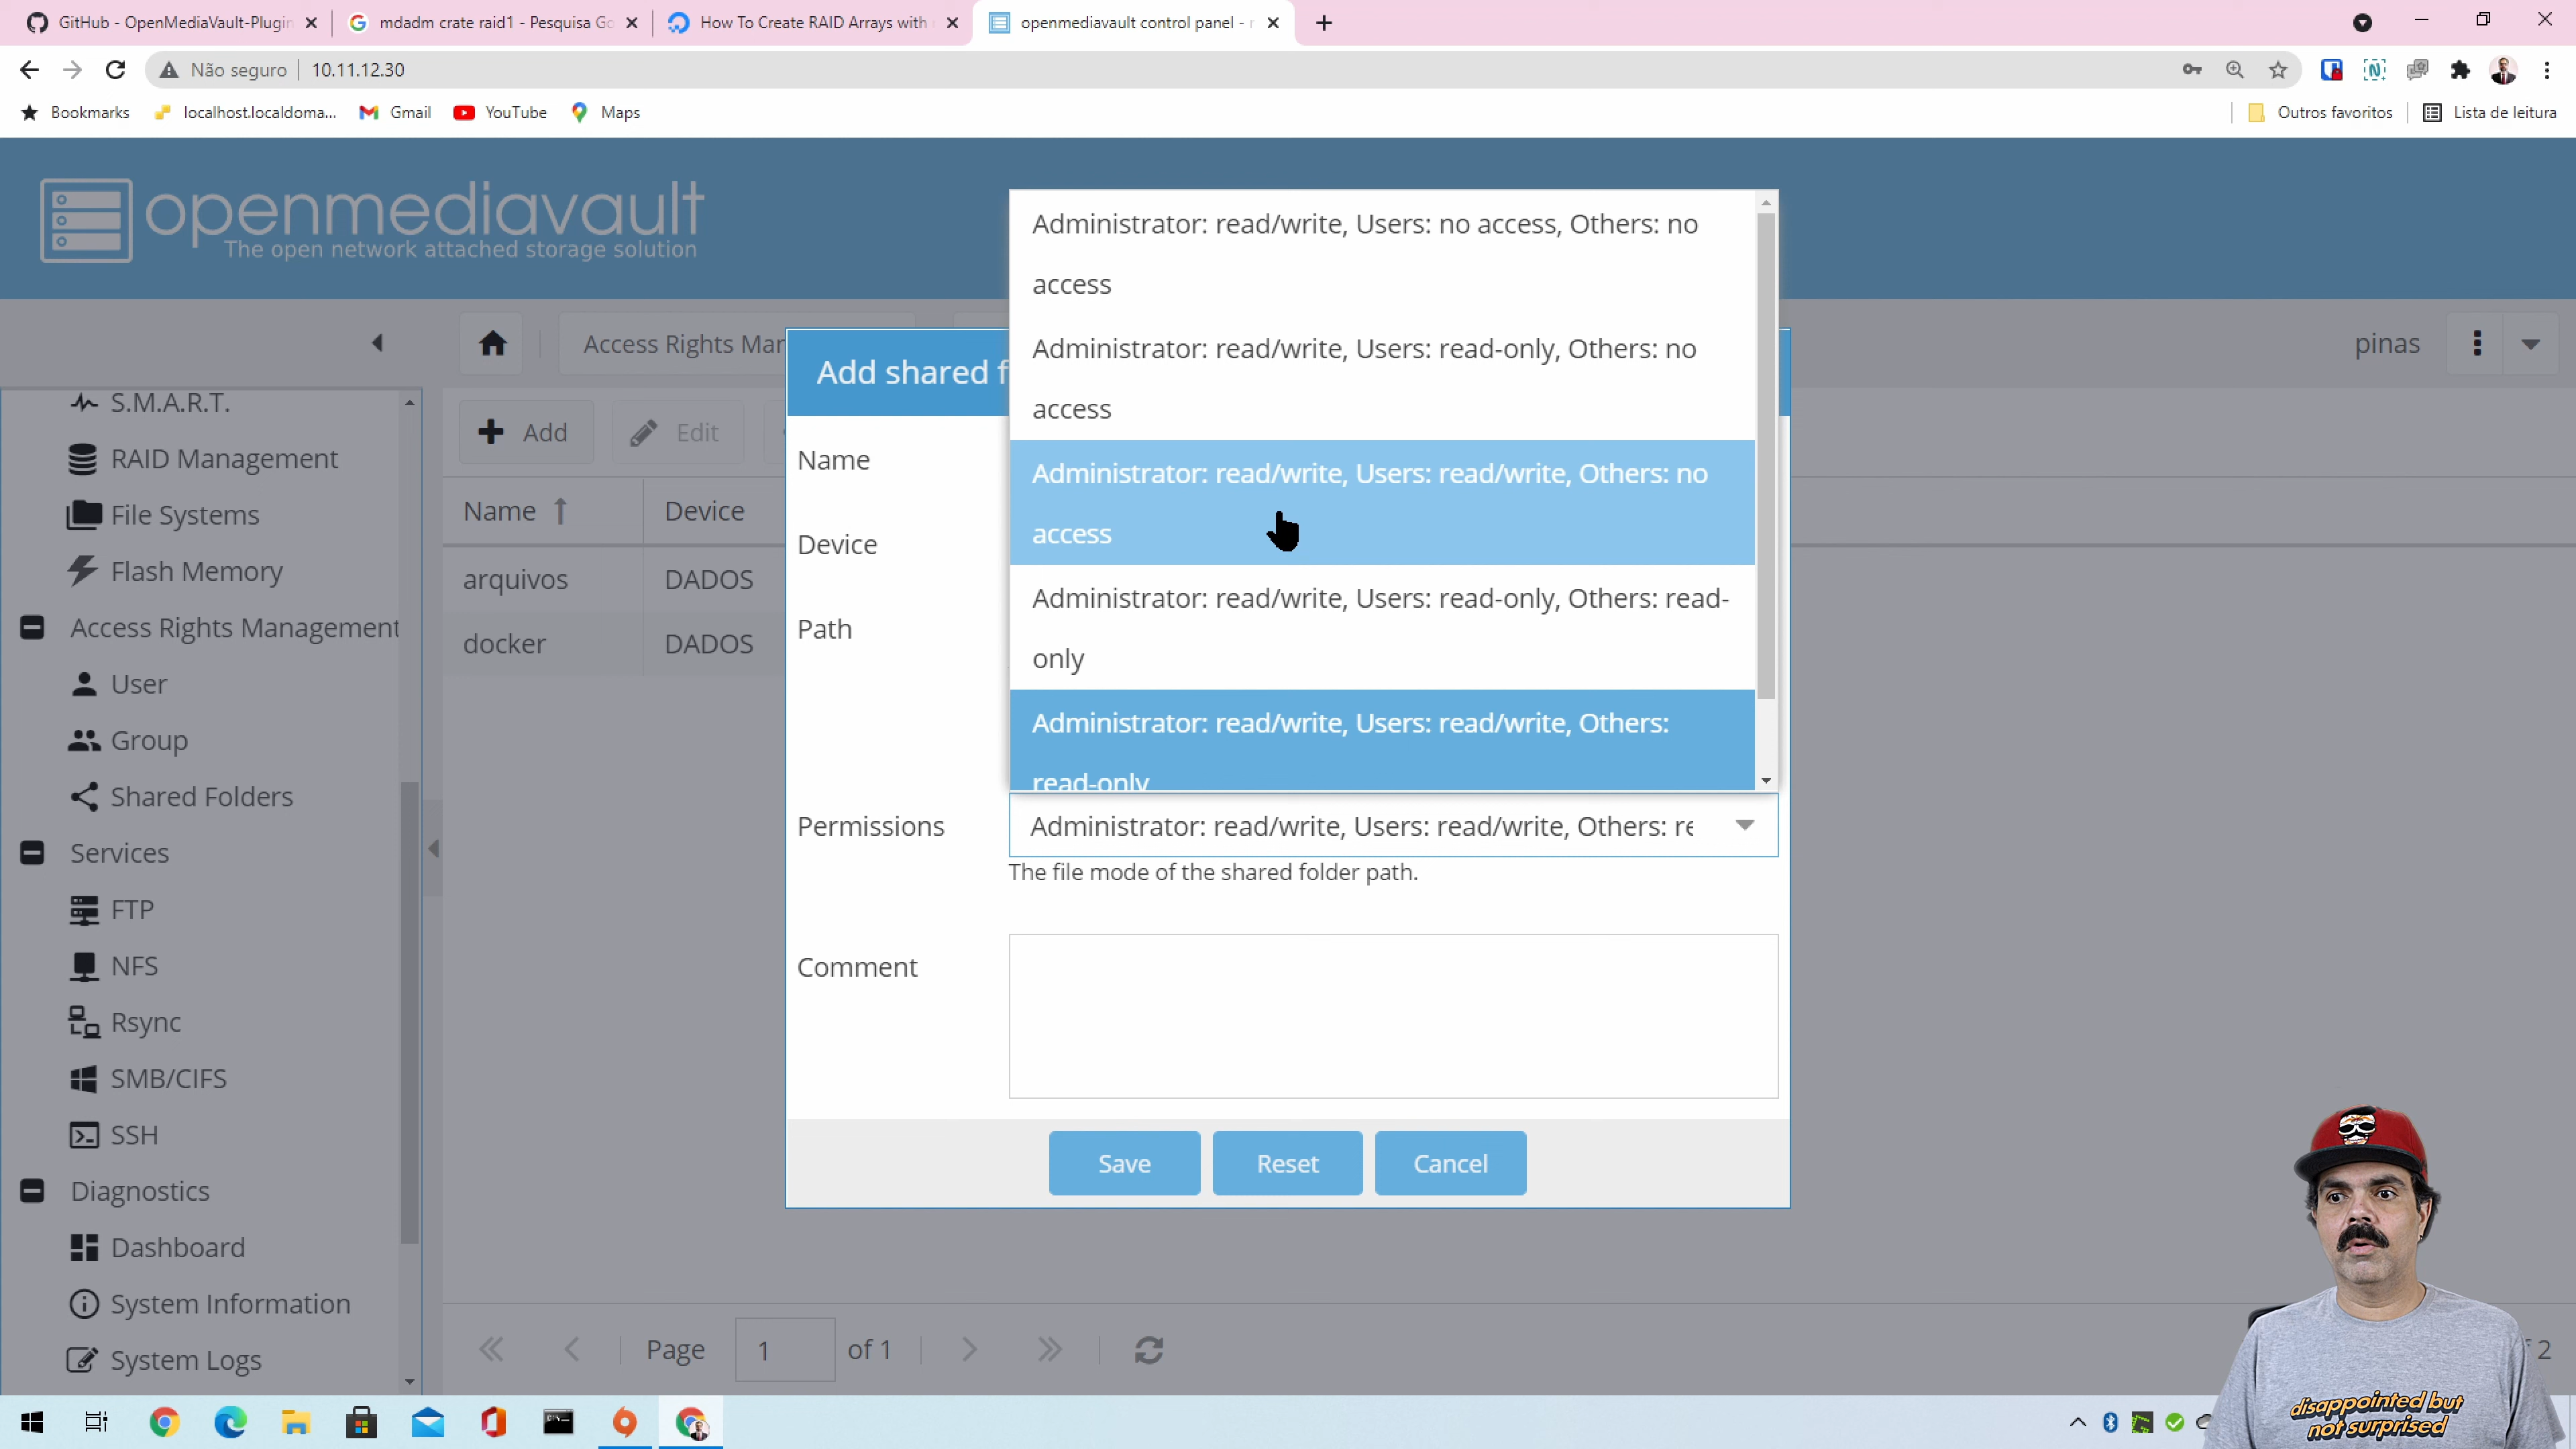 GitHub - OpenMediaVault-Plugin
mdadm crate raid1 - Pesquisa Go
How To Create RAID Arrays with
openmediavault control panel -
Não seguro
10.11.12.30
Bookmarks
localhost.localdoma...
Gmail
YouTube
Maps
Outros favoritos
Lista de leitura
openmediavault
The open network attached storage solution
Access Rights Mar
pinas
S.M.A.R.T.
RAID Management
File Systems
Flash Memory
Access Rights Management
User
Group
Shared Folders
Services
FTP
NFS
Rsync
SMB/CIFS
SSH
Diagnostics
Dashboard
System Information
System Logs
Add
Edit
Name
Device
arquivos
DADOS
docker
DADOS
Add shared f
Name
Device
Path
Administrator: read/write, Users: no access, Others: no
access
Administrator: read/write, Users: read-only, Others: no
access
Administrator: read/write, Users: read/write, Others: no
access
Administrator: read/write, Users: read-only, Others: read-
only
Administrator: read/write, Users: read/write, Others:
read-only
Permissions
Administrator: read/write, Users: read/write, Others: re
The file mode of the shared folder path.
Comment
Save
Reset
Cancel
Page
1
of 1
2
disappointed but
not surprised